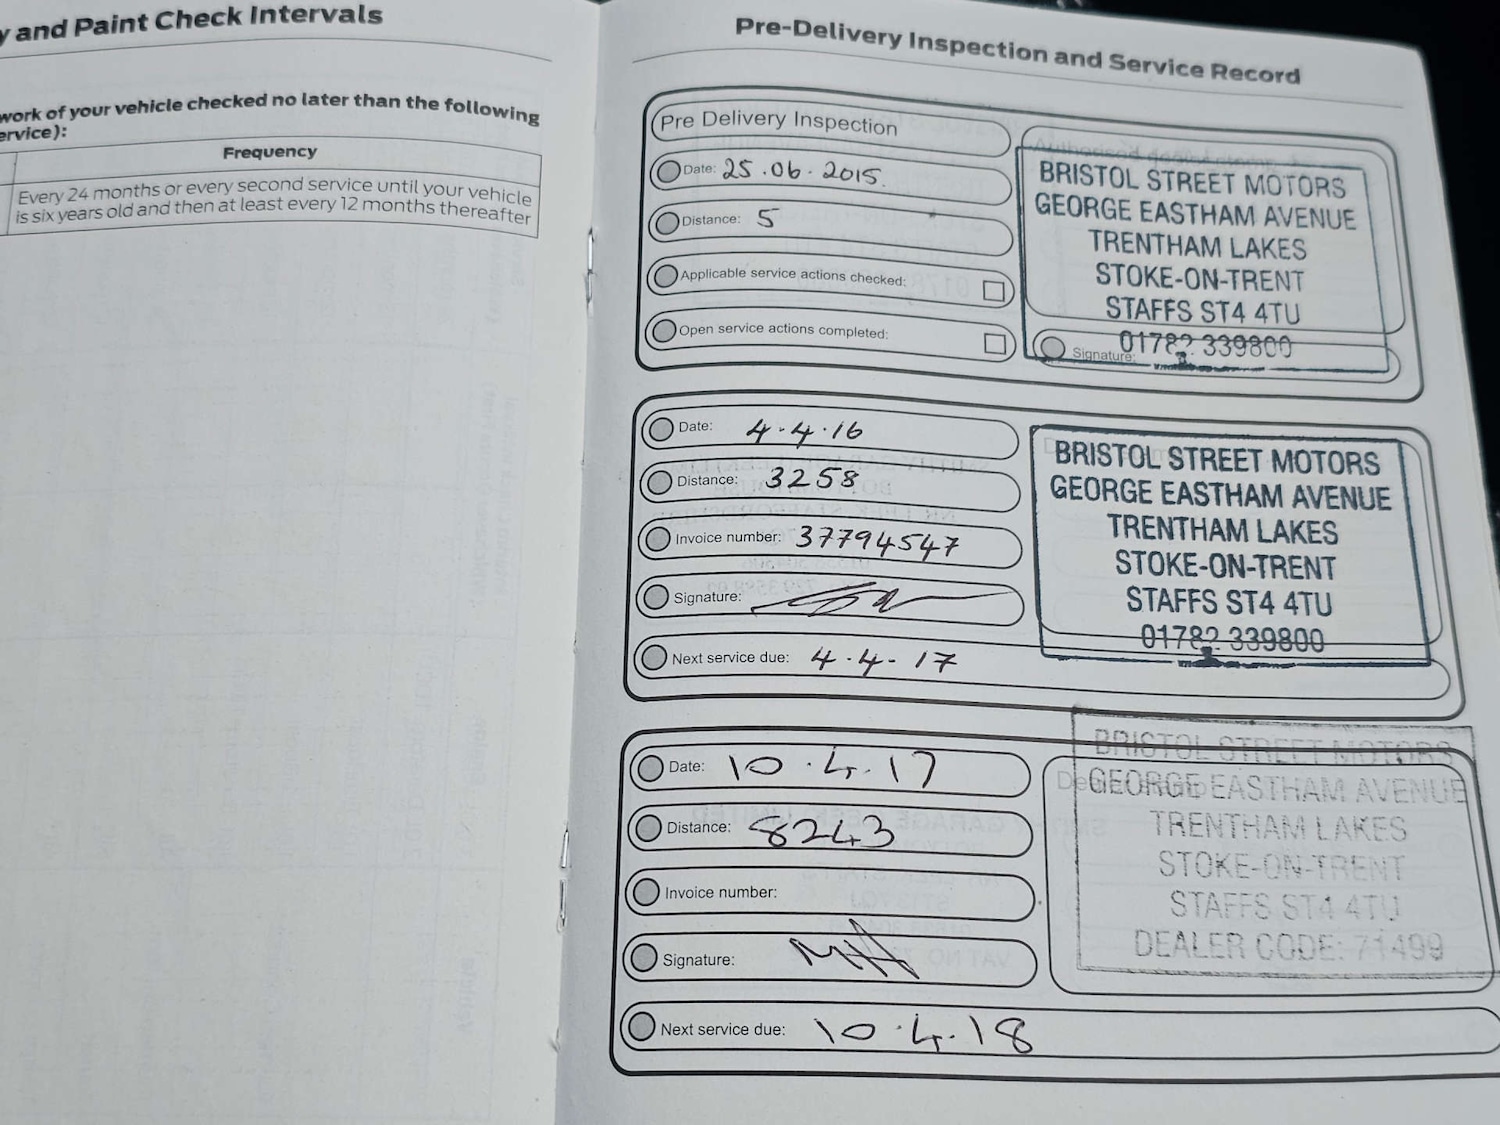 y and Paint Check Intervals
work of your vehicle checked no later than the following
ervice):
Frequency
Every 24 months or every second service until your vehicle
is six years old and then at least every 12 months thereafter
Pre-Delivery Inspection and Service Record
Pre Delivery Inspection
Date: 25.06.2015.
Distance: 5
Applicable service actions checked:
Open service actions completed:
BRISTOL STREET MOTORS
GEORGE EASTHAM AVENUE
TRENTHAM LAKES
STOKE-ON-TRENT
STAFFS ST4 4TU
01782 339800
Signature:
Date: 4.4.16
Distance: 3258
Invoice number: 37794547
Signature:
Next service due: 4.4.17
BRISTOL STREET MOTORS
GEORGE EASTHAM AVENUE
TRENTHAM LAKES
STOKE-ON-TRENT
STAFFS ST4 4TU
01782 339800
Date: 10.4.17
Distance: 8243
Invoice number:
Signature:
Next service due: 10.4.18
BRISTOL STREET MOTORS
GEORGE EASTHAM AVENUE
TRENTHAM LAKES
STOKE-ON-TRENT
STAFFS ST4 4TU
DEALER CODE: 71499